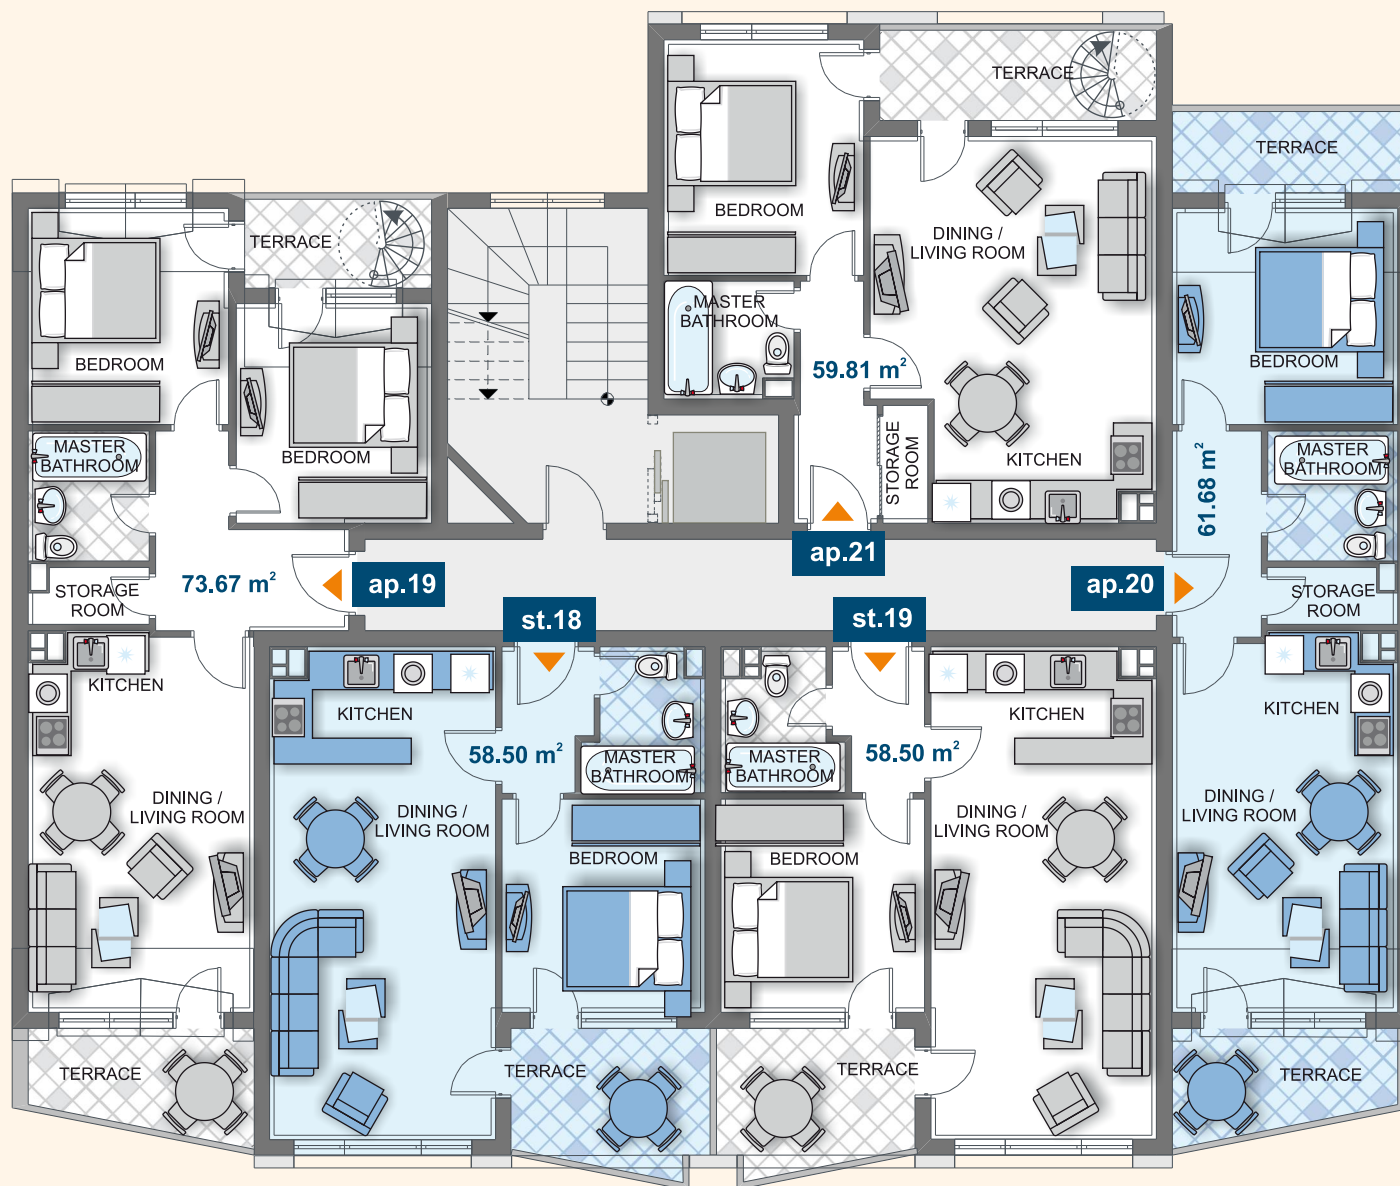 TERRACE
BEDROOM
DINING /
LIVING ROOM
MASTER
BATHROOM
59.81 m²
STORAGE
ROOM
KITCHEN
ap.21
TERRACE
BEDROOM
BEDROOM
MASTER
BATHROOM
STORAGE
ROOM
73.67 m²
ap.19
KITCHEN
DINING /
LIVING ROOM
TERRACE
st.18
KITCHEN
58.50 m²
MASTER
BATHROOM
DINING /
LIVING ROOM
BEDROOM
TERRACE
st.19
MASTER
BATHROOM
58.50 m²
KITCHEN
BEDROOM
DINING /
LIVING ROOM
TERRACE
TERRACE
BEDROOM
61.68 m²
MASTER
BATHROOM
ap.20
STORAGE
ROOM
KITCHEN
DINING /
LIVING ROOM
TERRACE